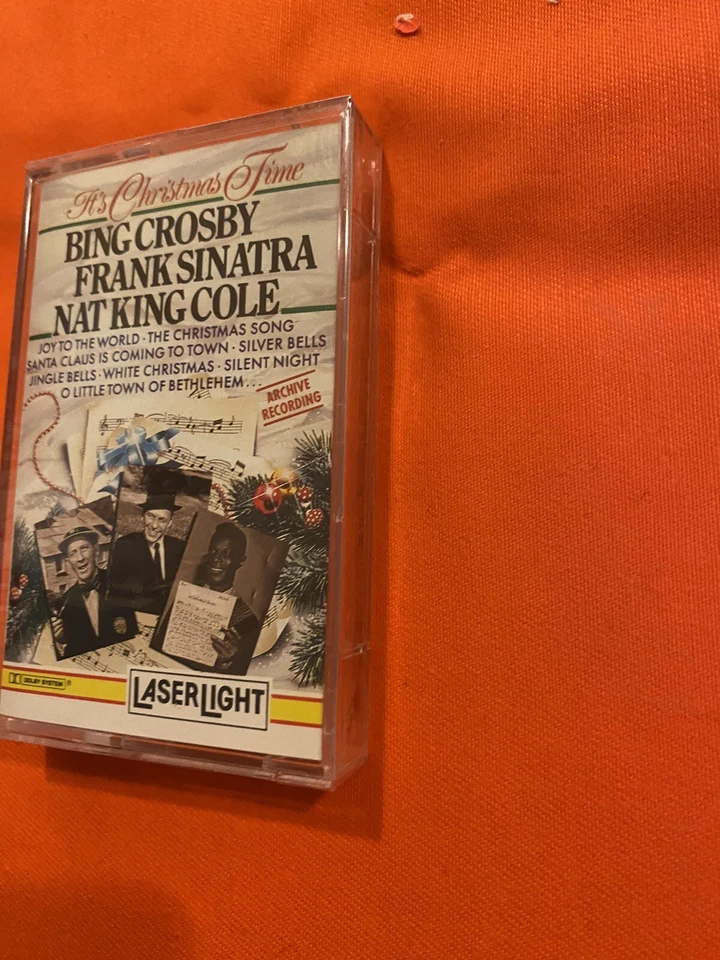 It's Christmas Time
BING CROSBY
FRANK SINATRA
NAT KING COLE
JOY TO THE WORLD · THE CHRISTMAS SONG
SANTA CLAUS IS COMING TO TOWN · SILVER BELLS
JINGLE BELLS · WHITE CHRISTMAS · SILENT NIGHT
O LITTLE TOWN OF BETHLEHEM...
ARCHIVE
RECORDING
DOLBY SYSTEM ®
LASERLIGHT